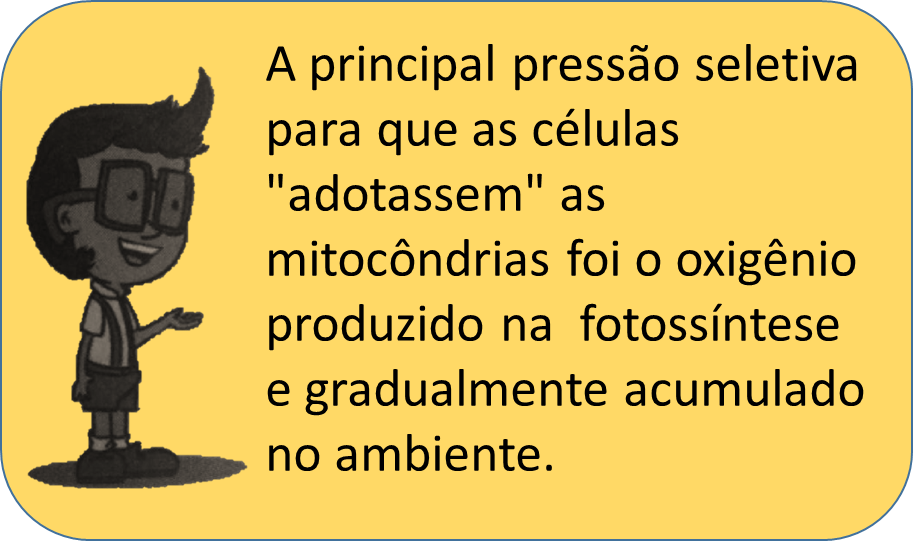 A principal pressão seletiva
para que as células
"adotassem" as
mitocôndrias foi o oxigênio
produzido na  fotossíntese
e gradualmente acumulado
no ambiente.